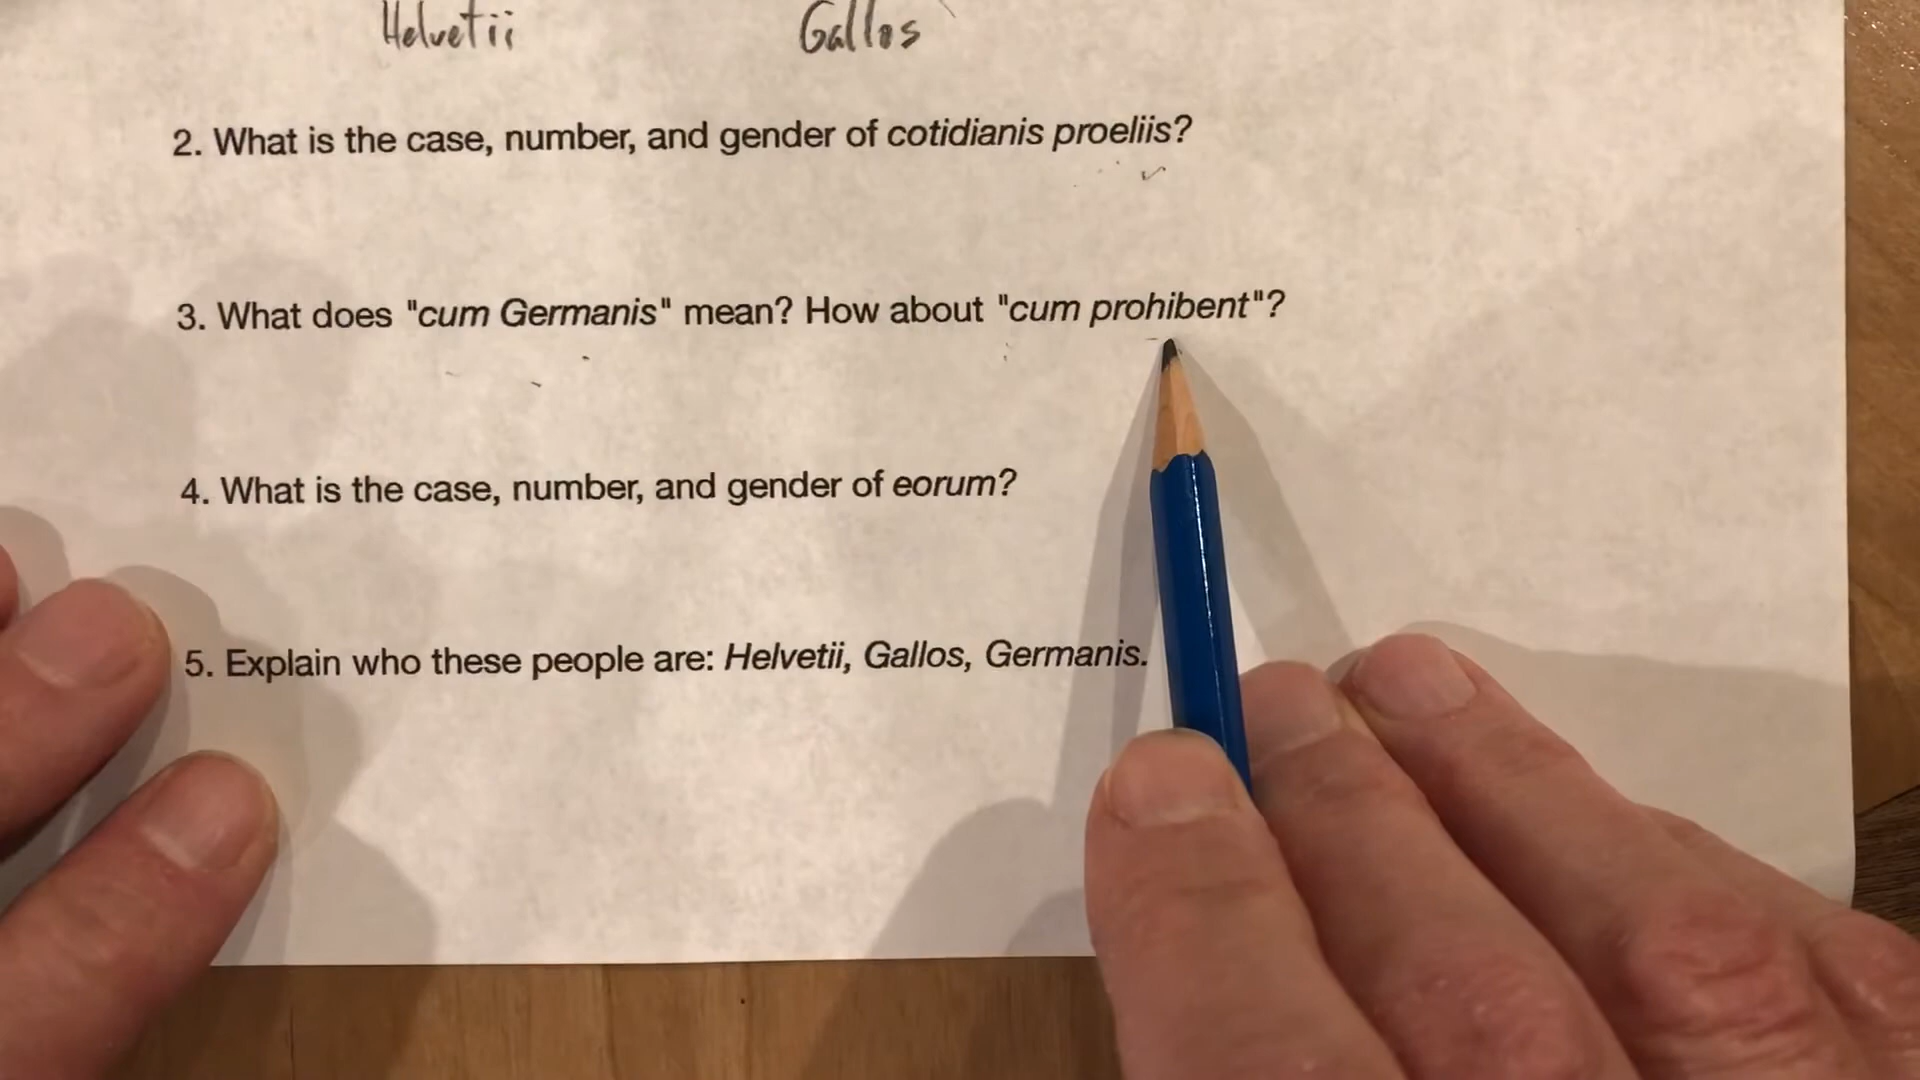 Helvetii Gallos
2. What is the case, number, and gender of cotidianis proeliis?
3. What does "cum Germanis" mean? How about "cum prohibent"?
4. What is the case, number, and gender of eorum?
5. Explain who these people are: Helvetii, Gallos, Germanis.